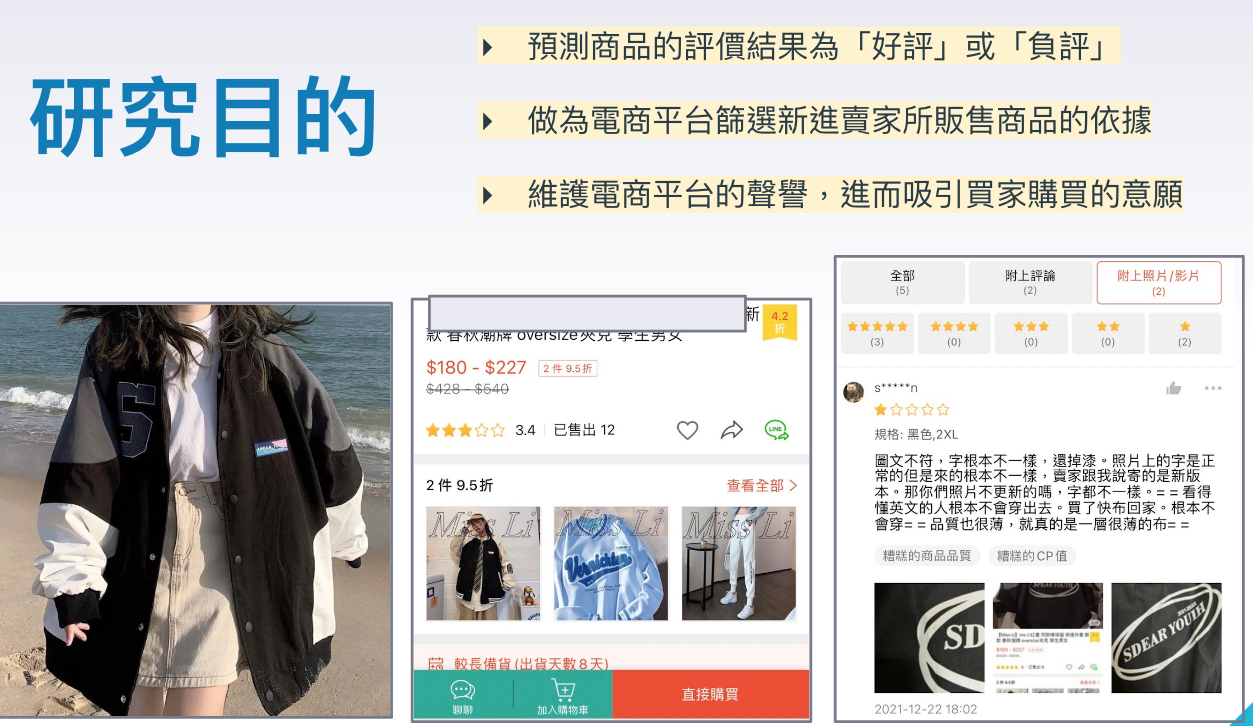 研究目的
預測商品的評價結果為「好評」或「負評」
做為電商平台篩選新進賣家所販售商品的依據
維護電商平台的聲譽，進而吸引買家購買的意願
新
4.2
折
款 春秋潮牌 oversize夾克 學生男女
$180 - $227
2 件 9.5折
$428 - $540
3.4
已售出 12
LINE
2 件 9.5折
查看全部
Miss Li
Miss Li
Miss Li
較長備貨 (出貨天數 8 天)
聊聊
加入購物車
直接購買
全部
(5)
附上評論
(2)
附上照片/影片
(2)
(3)
(0)
(0)
(0)
(2)
s*****n
規格: 黑色,2XL
圖文不符，字根本不一樣，還掉漆。照片上的字是正
常的但是來的根本不一樣，賣家跟我說寄的是新版
本。那你們照片不更新的嗎，字都不一樣。= = 看得
懂英文的人根本不會穿出去。買了快布回家。根本不
會穿= = 品質也很薄，就真的是一層很薄的布= =
糟糕的商品品質
糟糕的CP值
SD
$180 - $227
2021-2022
SDEAR YOUTH
2021-12-22 18:02